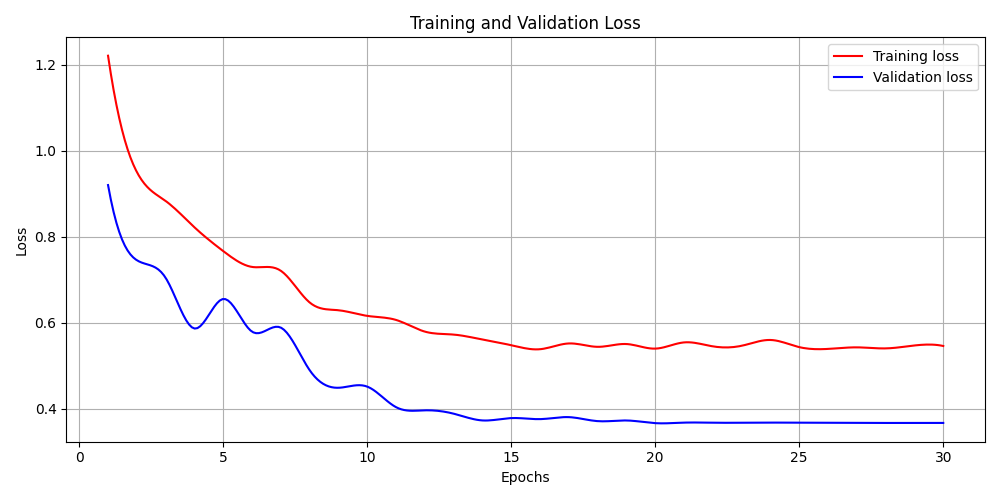 Training and Validation Loss
Training loss
Validation loss
Loss
1.2
1.0
0.8
0.6
0.4
0 5 10 15 20 25 30
Epochs